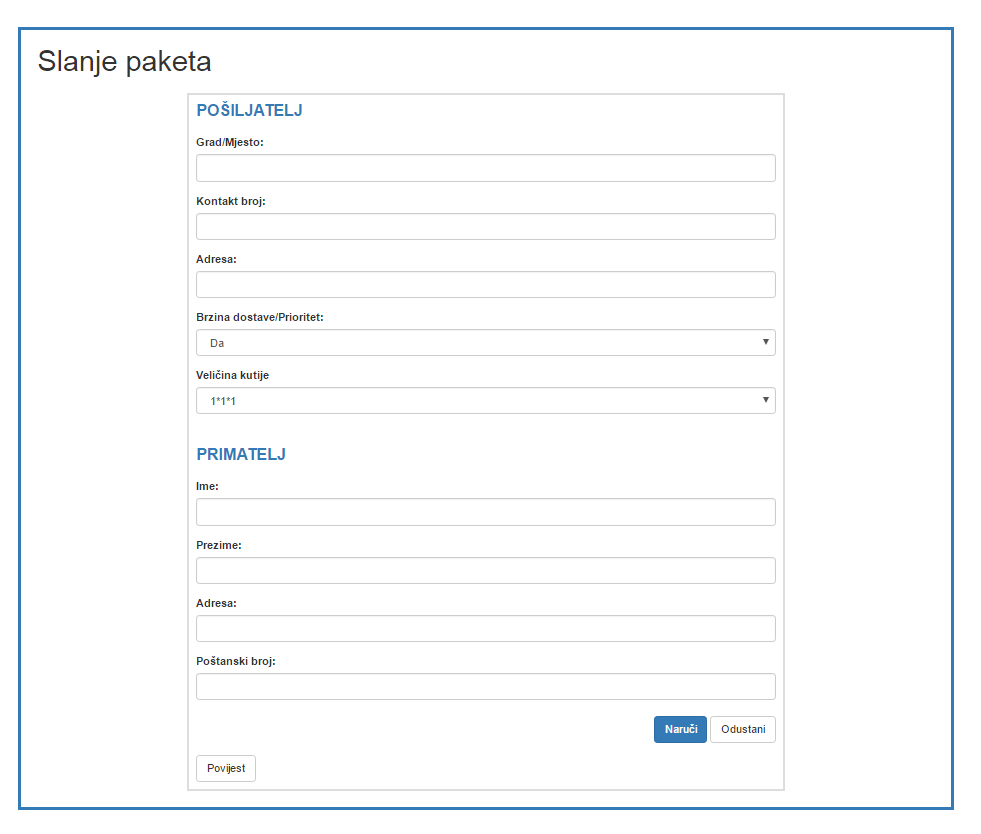 Slanje paketa
POŠILJATELJ
Grad/Mjesto:
Kontakt broj:
Adresa:
Brzina dostave/Prioritet:
Da
Veličina kutije
1*1*1
PRIMATELJ
Ime:
Prezime:
Adresa:
Poštanski broj:
Naruči Odustani
Povijest